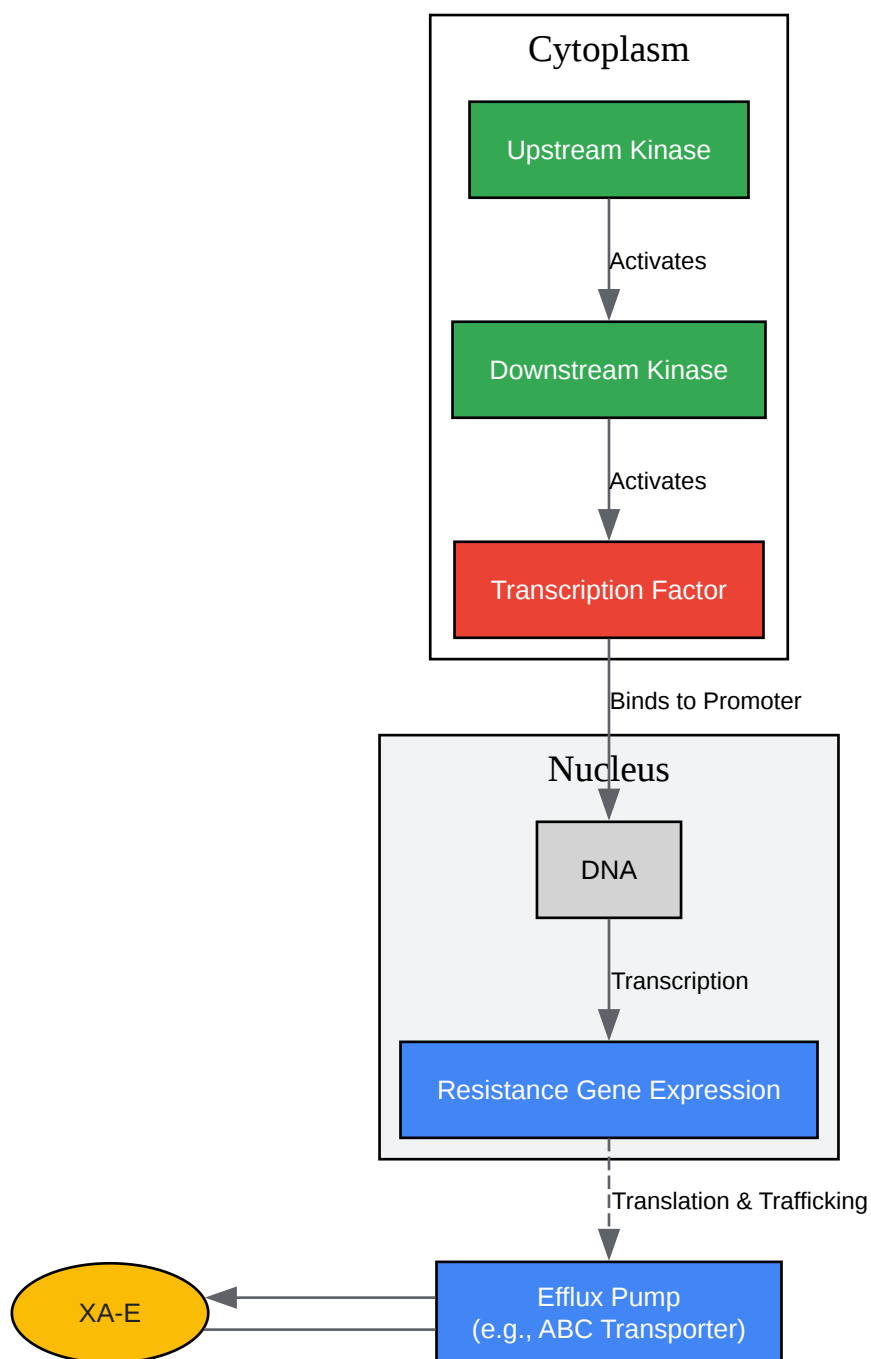 Cytoplasm
Upstream Kinase
Activates
Downstream Kinase
Activates
Transcription Factor
Binds to Promoter
Nucleus
DNA
Transcription
Resistance Gene Expression
Translation & Trafficking
XA-E
Efflux Pump
(e.g., ABC Transporter)